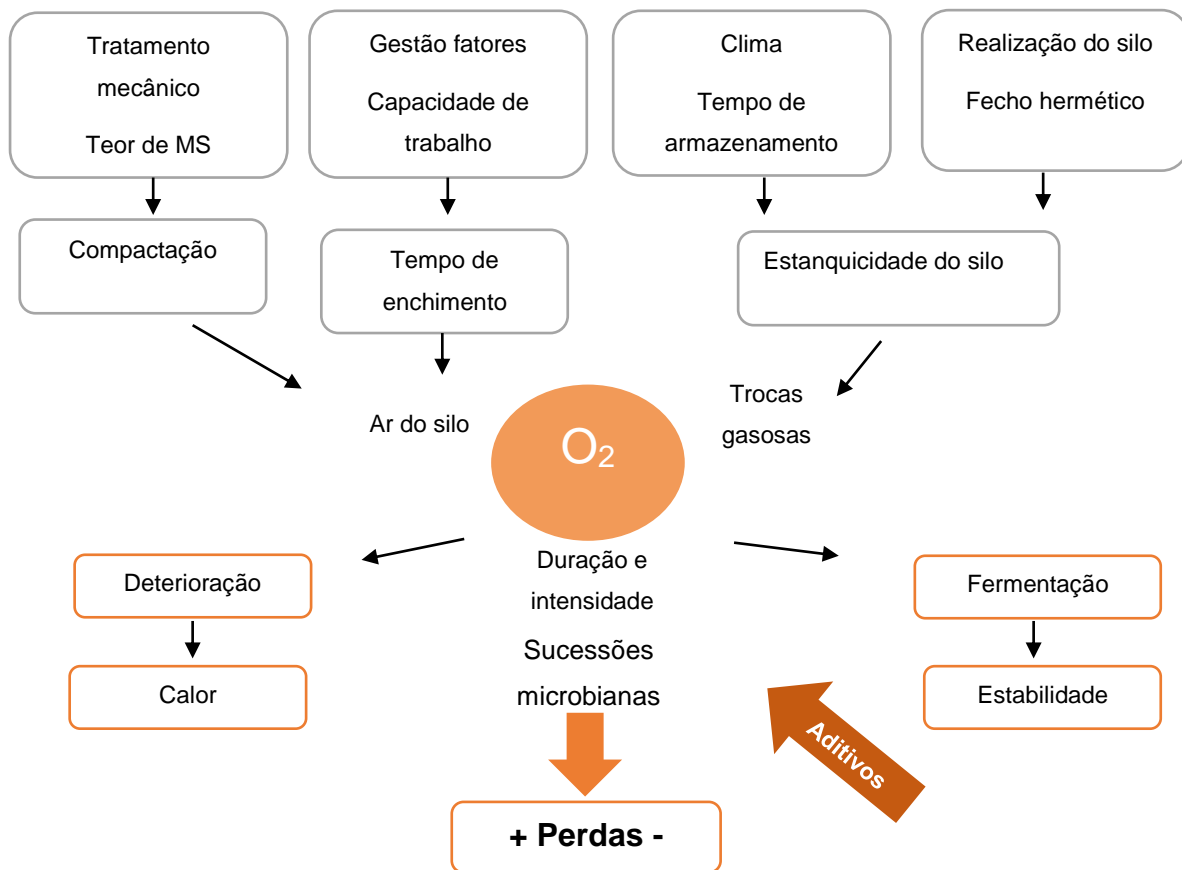 Tratamento
mecânico
Teor de MS
Gestão fatores
Capacidade de
trabalho
Clima
Tempo de
armazenamento
Realização do silo
Fecho hermético
Compactação
Tempo de
enchimento
Estanquicidade do silo
Ar do silo
O₂
Trocas
gasosas
Deterioração
Calor
Duração e
intensidade
Sucessões
microbianas
Fermentação
Estabilidade
Aditivos
+ Perdas -